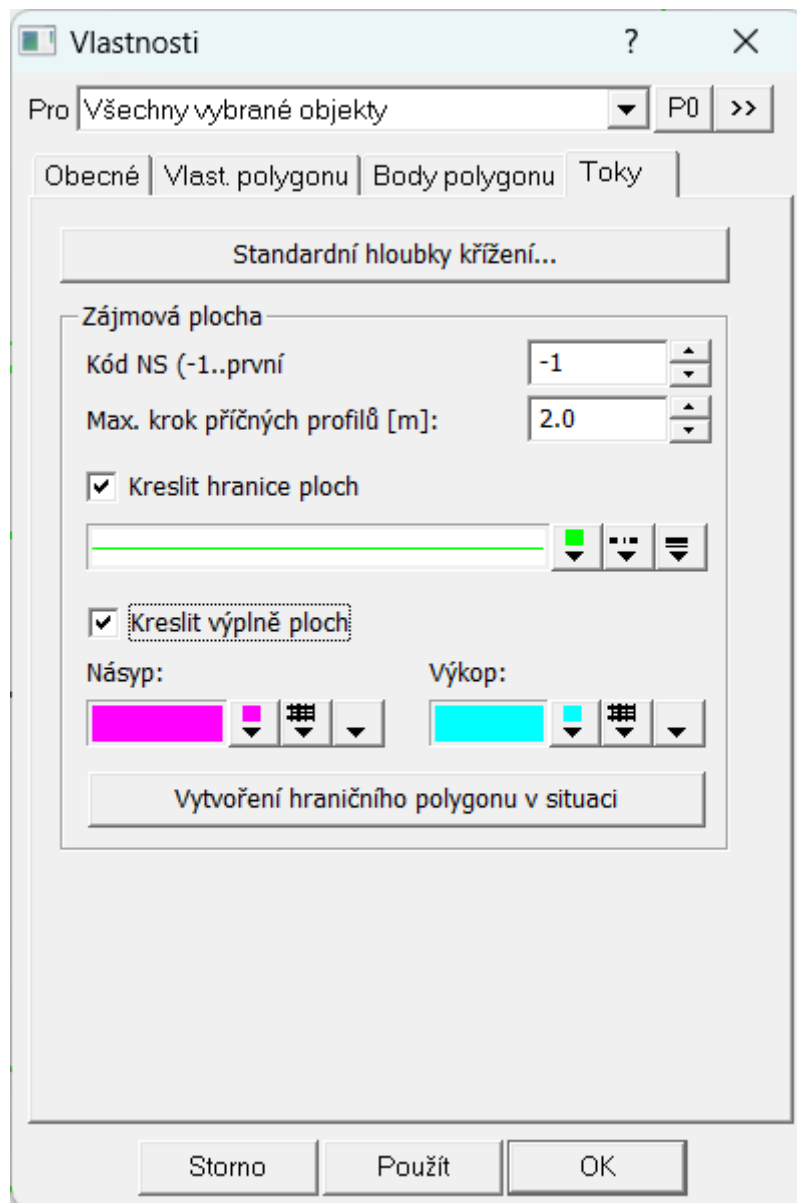 Vlastnosti ? ×
Pro Všechny vybrané objekty P0 >>
Obecné Vlast. polygonu Body polygonu Toky
Standardní hloubky křížení...
Zájmová plocha
Kód NS (-1..první -1
Max. krok příčných profilů [m]: 2.0
Kreslit hranice ploch
Kreslit výplně ploch
Násyp: Výkop:
Vytvoření hraničního polygonu v situaci
Storno Použít OK